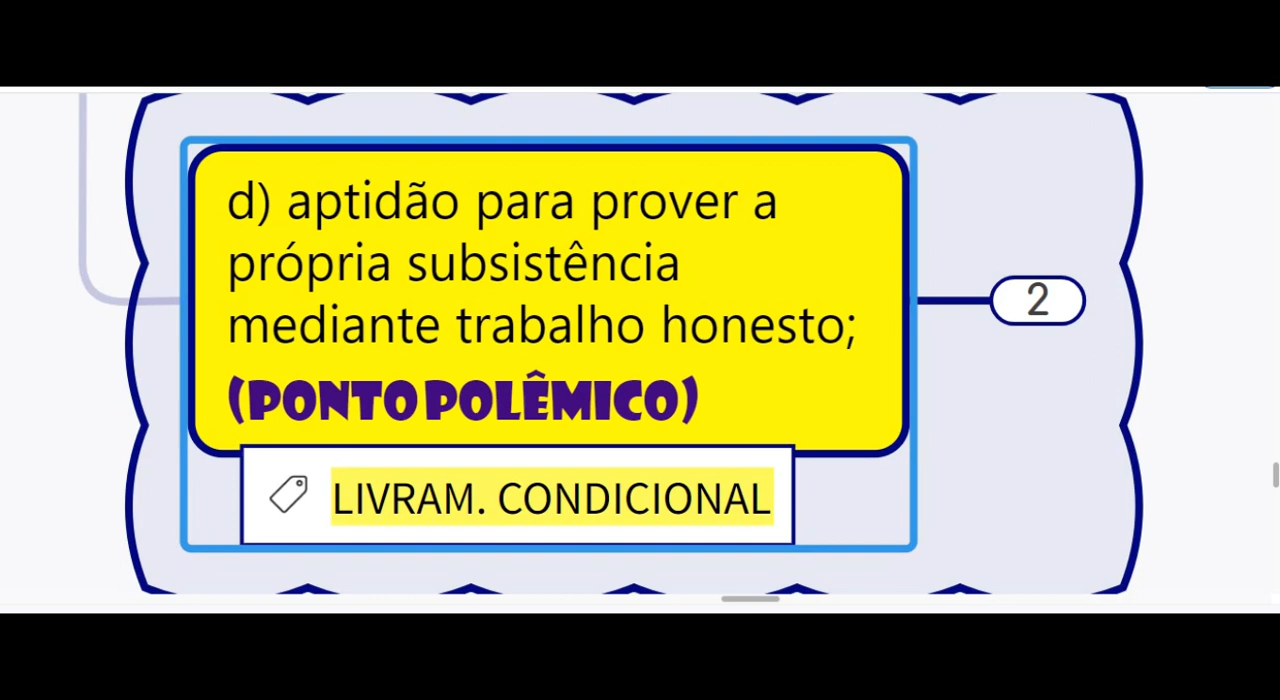 d) aptidão para prover a
própria subsistência
mediante trabalho honesto;
(PONTO POLÊMICO)
LIVRAM. CONDICIONAL
2